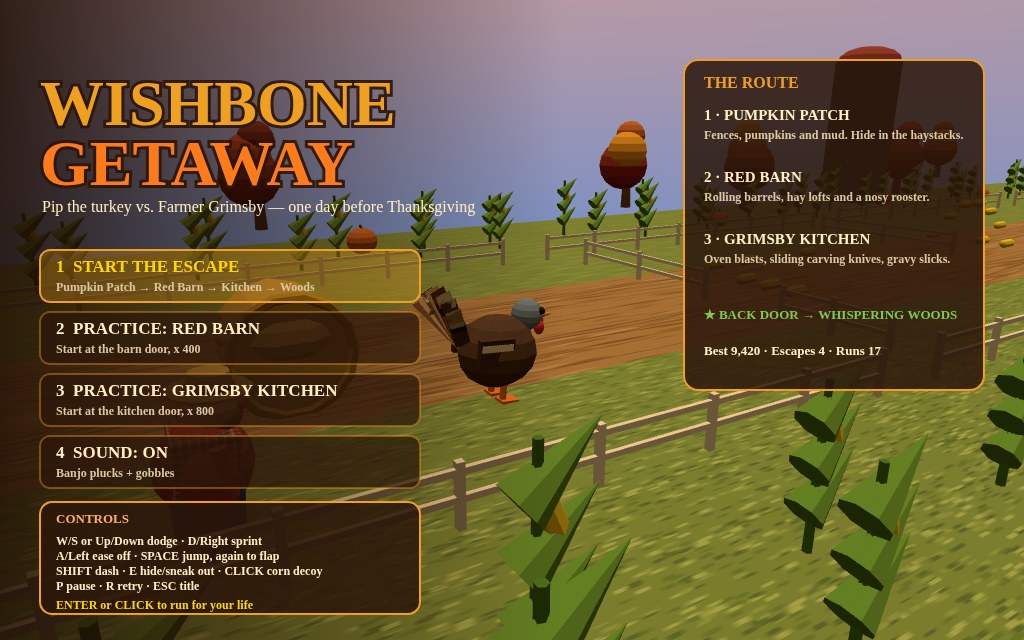 WISHBONE
GETAWAY
Pip the turkey vs. Farmer Grimsby — one day before Thanksgiving
1 START THE ESCAPE
Pumpkin Patch → Red Barn → Kitchen → Woods
2 PRACTICE: RED BARN
Start at the barn door, x 400
3 PRACTICE: GRIMSBY KITCHEN
Start at the kitchen door, x 800
4 SOUND: ON
Banjo plucks + gobbles
CONTROLS
W/S or Up/Down dodge · D/Right sprint
A/Left ease off · SPACE jump, again to flap
SHIFT dash · E hide/sneak out · CLICK corn decoy
P pause · R retry · ESC title
ENTER or CLICK to run for your life
THE ROUTE
1 · PUMPKIN PATCH
Fences, pumpkins and mud. Hide in the haystacks.
2 · RED BARN
Rolling barrels, hay lofts and a nosy rooster.
3 · GRIMSBY KITCHEN
Oven blasts, sliding carving knives, gravy slicks.
★ BACK DOOR → WHISPERING WOODS
Best 9,420 · Escapes 4 · Runs 17